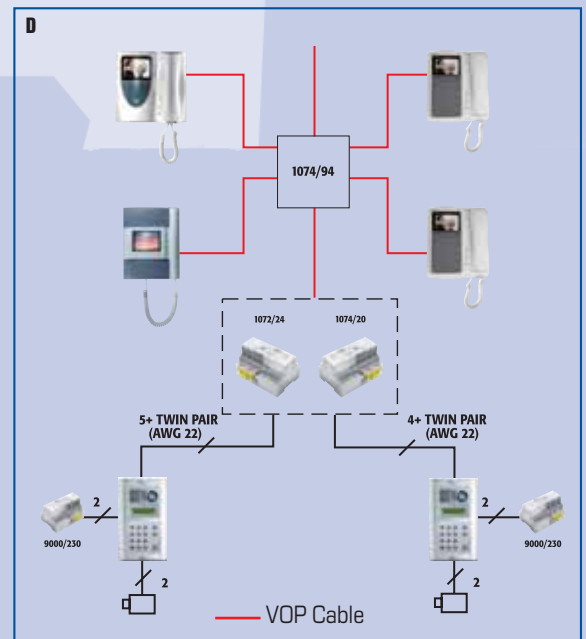 D
1074/94
1072/24
1074/20
5+ TWIN PAIR
(AWG 22)
4+ TWIN PAIR
(AWG 22)
2
9000/230
2
2
9000/230
2
VOP Cable